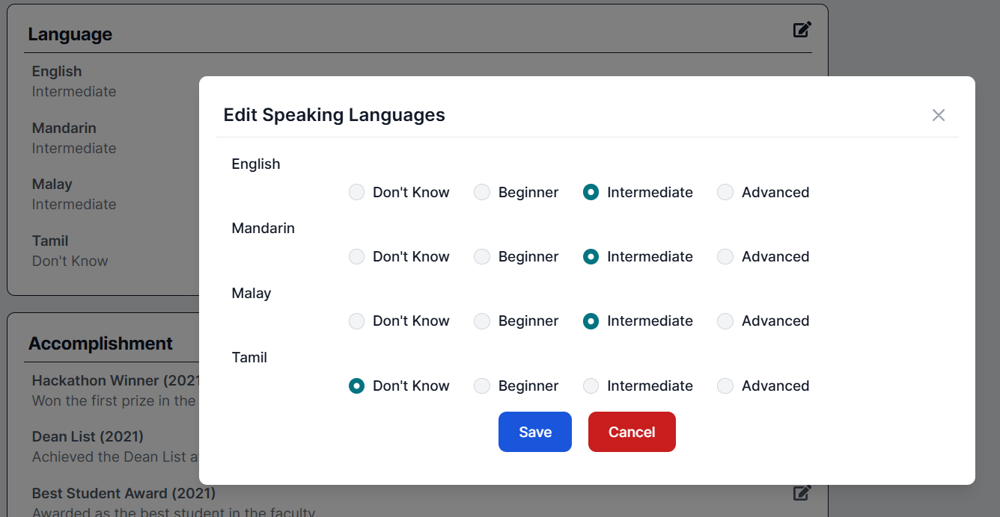 Language
English
Intermediate
Mandarin
Intermediate
Malay
Intermediate
Tamil
Don't Know
Accomplishment
Hackathon Winner (2021
Won the first prize in the
Dean List (2021)
Achieved the Dean List a
Best Student Award (2021)
Awarded as the best student in the faculty
Edit Speaking Languages
English
Don't Know Beginner Intermediate Advanced
Mandarin
Don't Know Beginner Intermediate Advanced
Malay
Don't Know Beginner Intermediate Advanced
Tamil
Don't Know Beginner Intermediate Advanced
Save Cancel